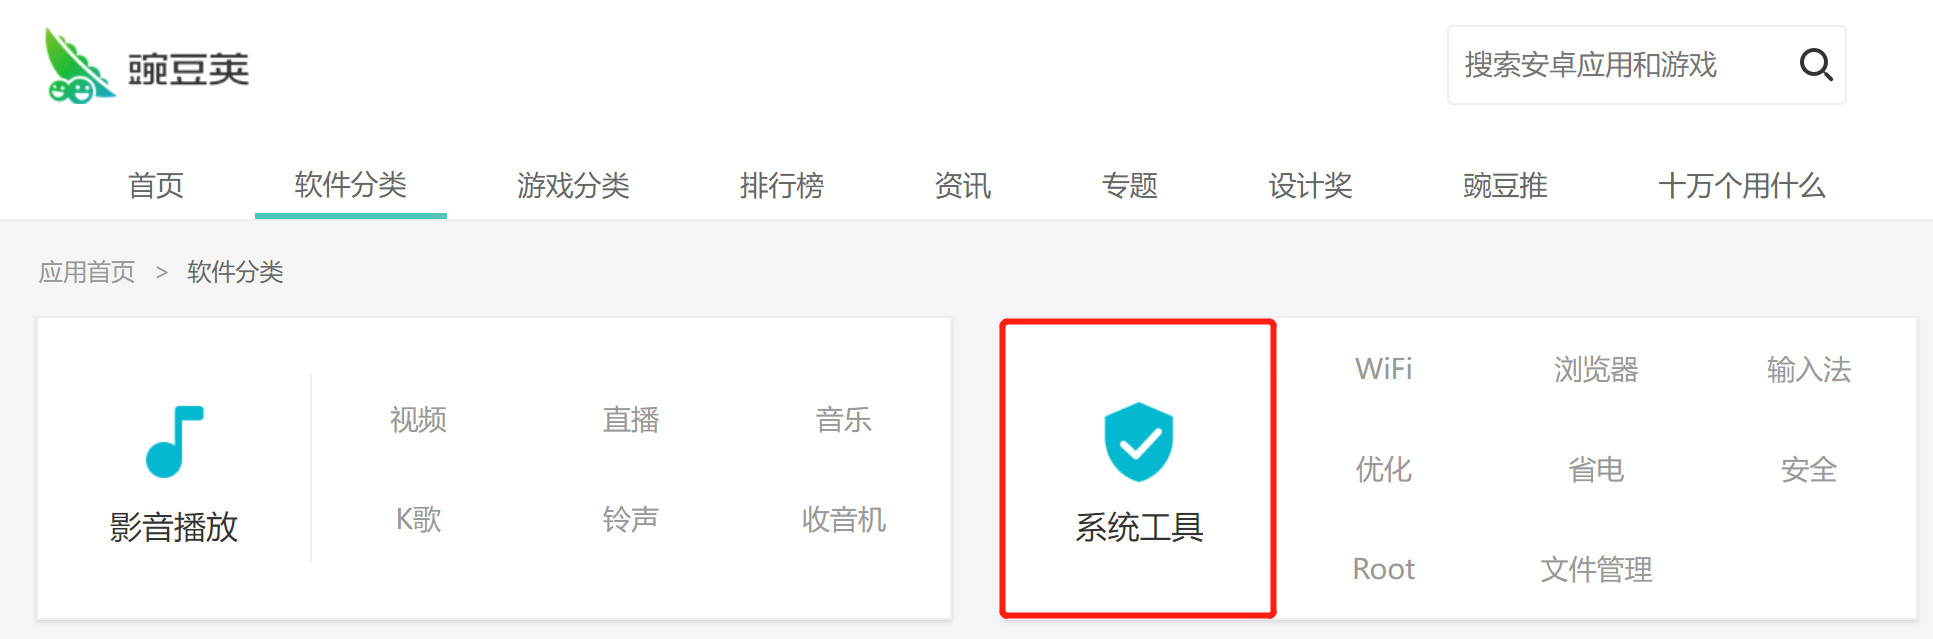 豌豆荚
搜索安卓应用和游戏
首页 软件分类 游戏分类 排行榜 资讯 专题 设计奖 豌豆推 十万个用什么
应用首页 > 软件分类
影音播放
视频 直播 音乐
K歌 铃声 收音机
系统工具
WiFi 浏览器 输入法
优化 省电 安全
Root 文件管理